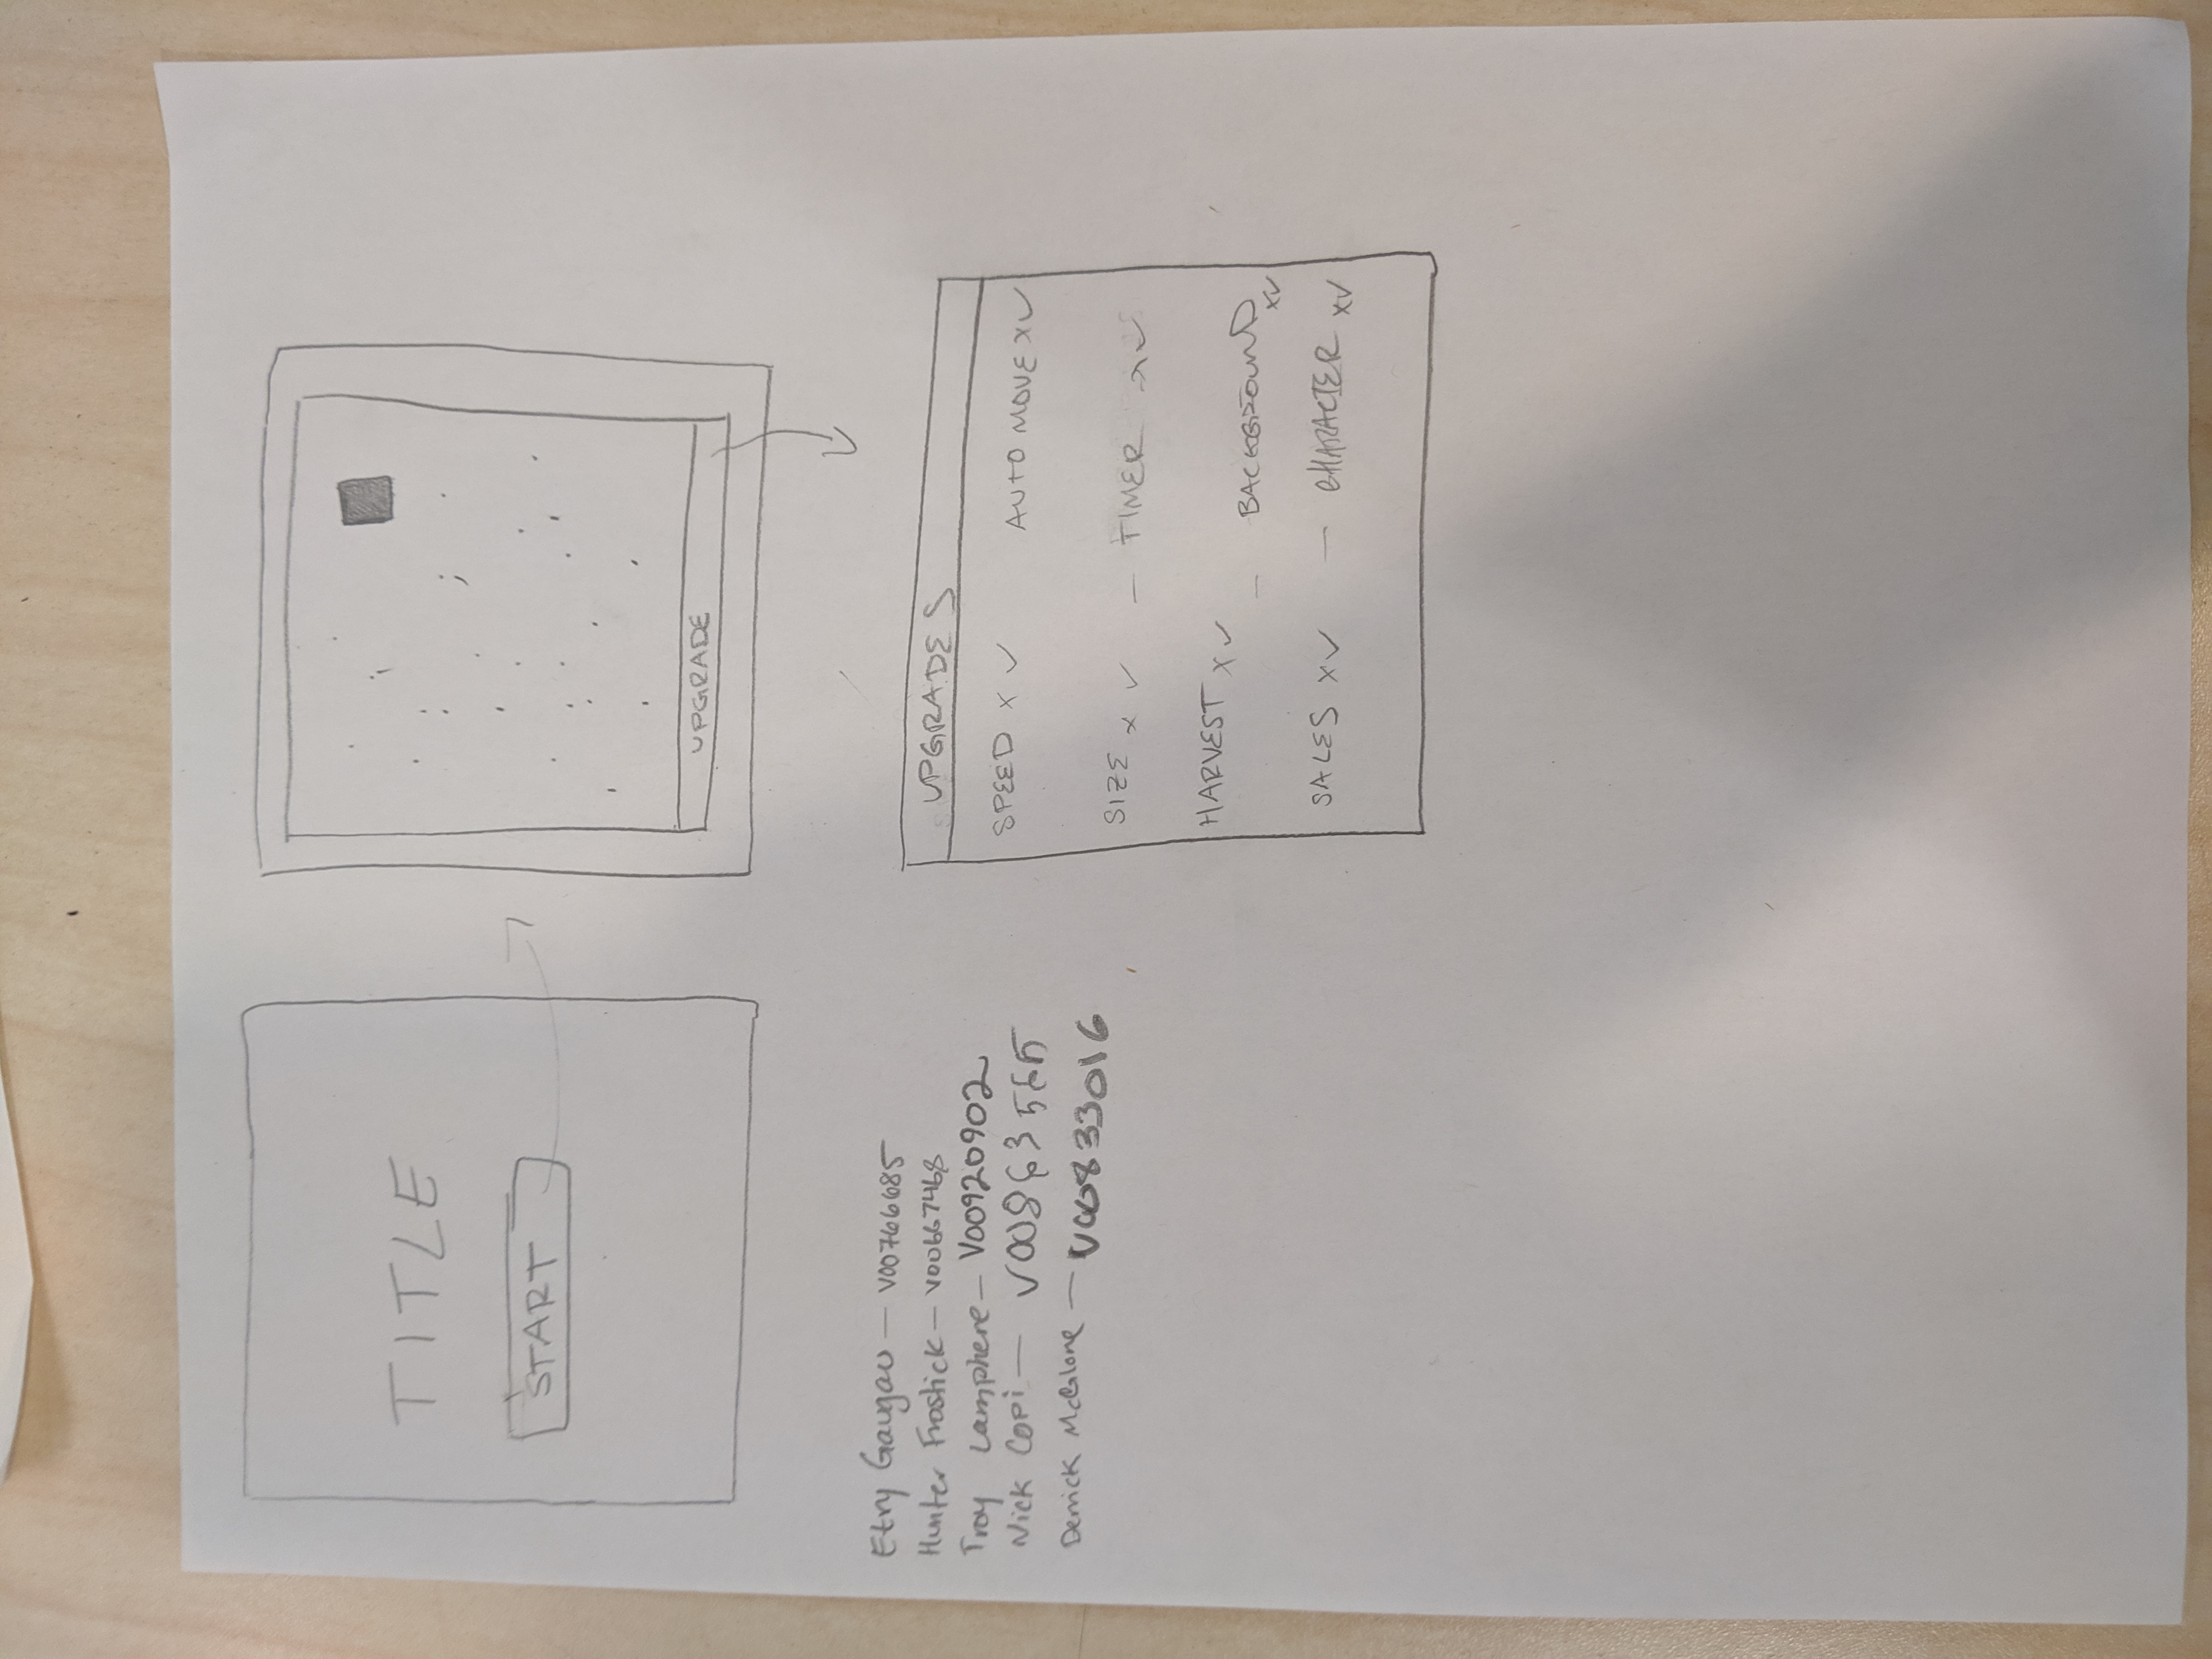 TITLE
START
UPGRADE
Etry Gaugau — V00766685
Hunter Frostick — V00667468
Troy Lamphere — V00920902
Nick Copi —
Derrick McGlone — V00833016
UPGRADES
SPEED x ✓ AUTO MOVE x ✓
SIZE x ✓ — TIMER x ✓
HARVEST x ✓
— BACKGROUND x ✓
SALES x ✓ — CHARACTER x ✓